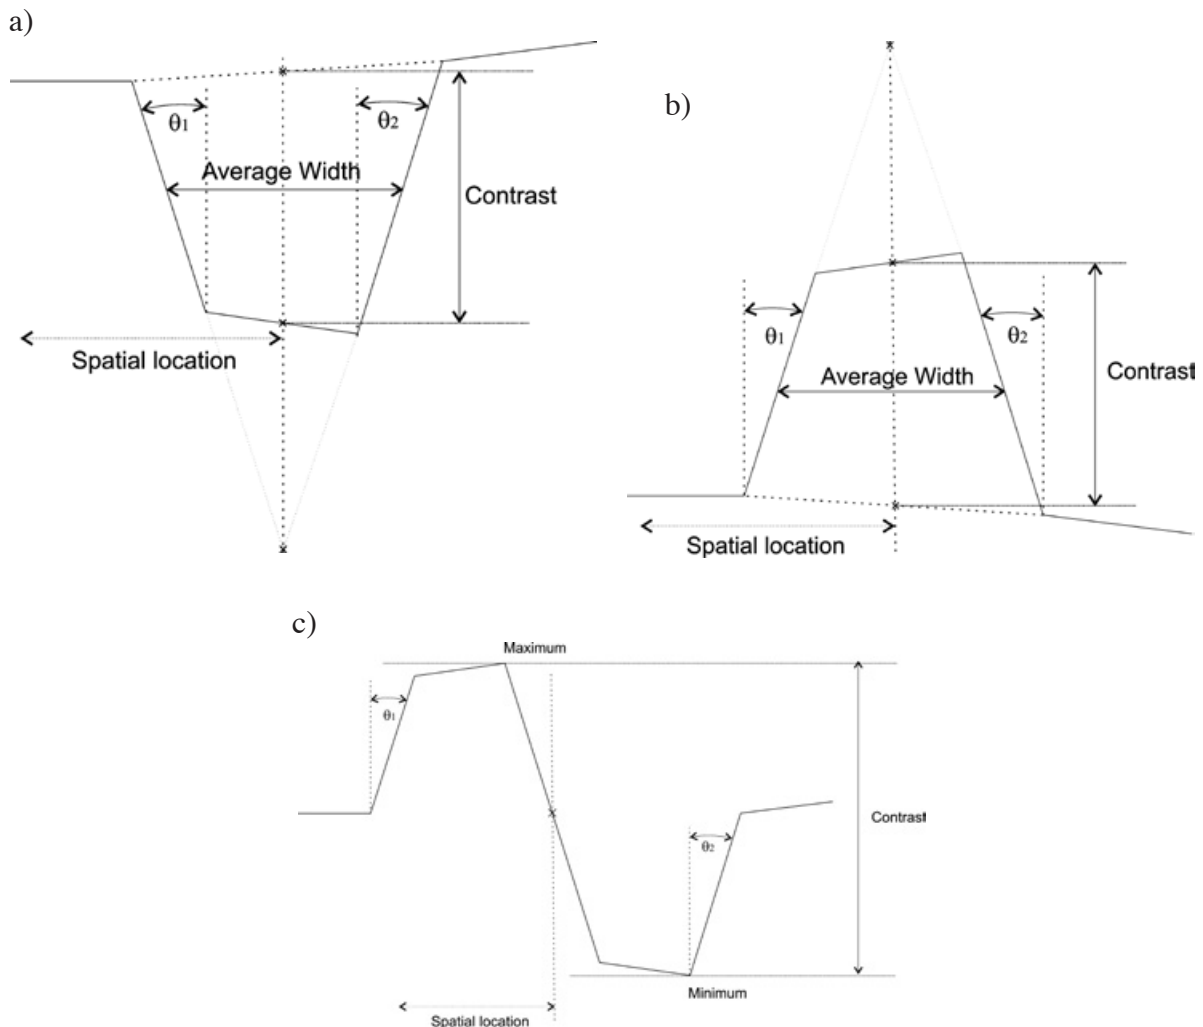 a)
θ1
θ2
Average Width
Contrast
Spatial location
b)
θ1
θ2
Average Width
Contrast
Spatial location
c)
Maximum
θ1
Contrast
θ2
Minimum
Spatial location